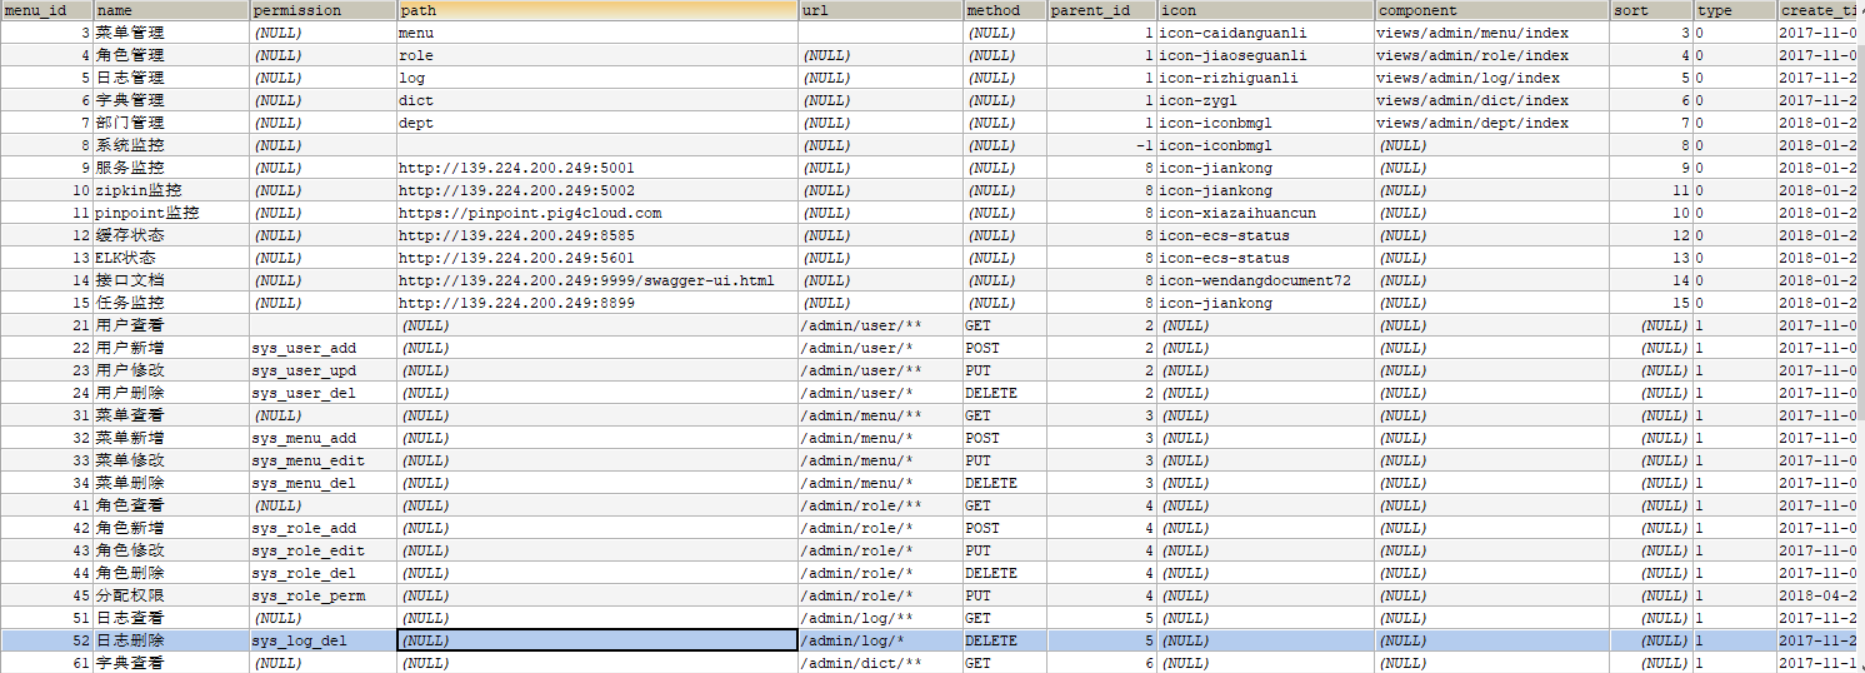 menu_id name permission path url method parent_id icon component sort type create_ti
3 菜单管理 (NULL) menu (NULL) 1 icon-caidanguanli views/admin/menu/index 3 0 2017-11-0
4 角色管理 (NULL) role (NULL) (NULL) 1 icon-jiaoseguanli views/admin/role/index 4 0 2017-11-0
5 日志管理 (NULL) log (NULL) (NULL) 1 icon-rizhiguanli views/admin/log/index 5 0 2017-11-2
6 字典管理 (NULL) dict (NULL) (NULL) 1 icon-zygl views/admin/dict/index 6 0 2017-11-2
7 部门管理 (NULL) dept (NULL) (NULL) 1 icon-iconbmgl views/admin/dept/index 7 0 2018-01-2
8 系统监控 (NULL) (NULL) (NULL) -1 icon-iconbmgl (NULL) 8 0 2018-01-2
9 服务监控 (NULL) http://139.224.200.249:5001 (NULL) (NULL) 8 icon-jiankong (NULL) 9 0 2018-01-2
10 zipkin监控 (NULL) http://139.224.200.249:5002 (NULL) (NULL) 8 icon-jiankong (NULL) 11 0 2018-01-2
11 pinpoint监控 (NULL) https://pinpoint.pig4cloud.com (NULL) (NULL) 8 icon-xiazaihuancun (NULL) 10 0 2018-01-2
12 缓存状态 (NULL) http://139.224.200.249:8585 (NULL) (NULL) 8 icon-ecs-status (NULL) 12 0 2018-01-2
13 ELK状态 (NULL) http://139.224.200.249:5601 (NULL) (NULL) 8 icon-ecs-status (NULL) 13 0 2018-01-2
14 接口文档 (NULL) http://139.224.200.249:9999/swagger-ui.html (NULL) (NULL) 8 icon-wendangdocument72 (NULL) 14 0 2018-01-2
15 任务监控 (NULL) http://139.224.200.249:8899 (NULL) (NULL) 8 icon-jiankong (NULL) 15 0 2018-01-2
21 用户查看 (NULL) /admin/user/** GET 2 (NULL) (NULL) (NULL) 1 2017-11-0
22 用户新增 sys_user_add (NULL) /admin/user/* POST 2 (NULL) (NULL) (NULL) 1 2017-11-0
23 用户修改 sys_user_upd (NULL) /admin/user/** PUT 2 (NULL) (NULL) (NULL) 1 2017-11-0
24 用户删除 sys_user_del (NULL) /admin/user/* DELETE 2 (NULL) (NULL) (NULL) 1 2017-11-0
31 菜单查看 (NULL) (NULL) /admin/menu/** GET 3 (NULL) (NULL) (NULL) 1 2017-11-0
32 菜单新增 sys_menu_add (NULL) /admin/menu/* POST 3 (NULL) (NULL) (NULL) 1 2017-11-0
33 菜单修改 sys_menu_edit (NULL) /admin/menu/* PUT 3 (NULL) (NULL) (NULL) 1 2017-11-0
34 菜单删除 sys_menu_del (NULL) /admin/menu/* DELETE 3 (NULL) (NULL) (NULL) 1 2017-11-0
41 角色查看 (NULL) (NULL) /admin/role/** GET 4 (NULL) (NULL) (NULL) 1 2017-11-0
42 角色新增 sys_role_add (NULL) /admin/role/* POST 4 (NULL) (NULL) (NULL) 1 2017-11-0
43 角色修改 sys_role_edit (NULL) /admin/role/* PUT 4 (NULL) (NULL) (NULL) 1 2017-11-0
44 角色删除 sys_role_del (NULL) /admin/role/* DELETE 4 (NULL) (NULL) (NULL) 1 2017-11-0
45 分配权限 sys_role_perm (NULL) /admin/role/* PUT 4 (NULL) (NULL) (NULL) 1 2018-04-2
51 日志查看 (NULL) (NULL) /admin/log/** GET 5 (NULL) (NULL) (NULL) 1 2017-11-2
52 日志删除 sys_log_del (NULL) /admin/log/* DELETE 5 (NULL) (NULL) (NULL) 1 2017-11-2
61 字典查看 (NULL) (NULL) /admin/dict/** GET 6 (NULL) (NULL) (NULL) 1 2017-11-1